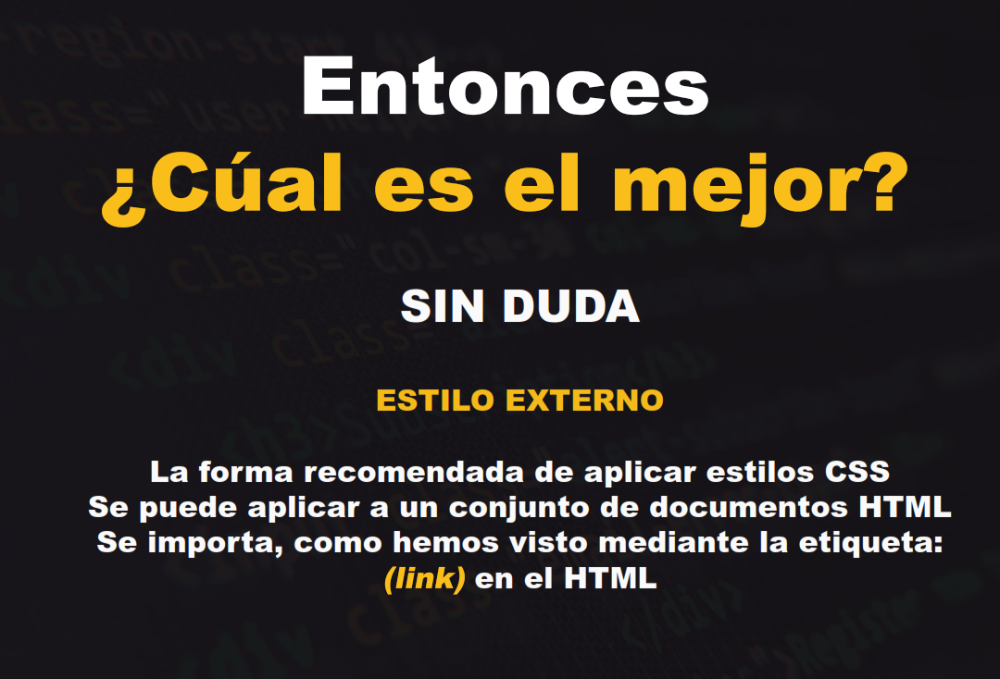 Entonces
¿Cúal es el mejor?
SIN DUDA
ESTILO EXTERNO
La forma recomendada de aplicar estilos CSS
Se puede aplicar a un conjunto de documentos HTML
Se importa, como hemos visto mediante la etiqueta:
(link) en el HTML